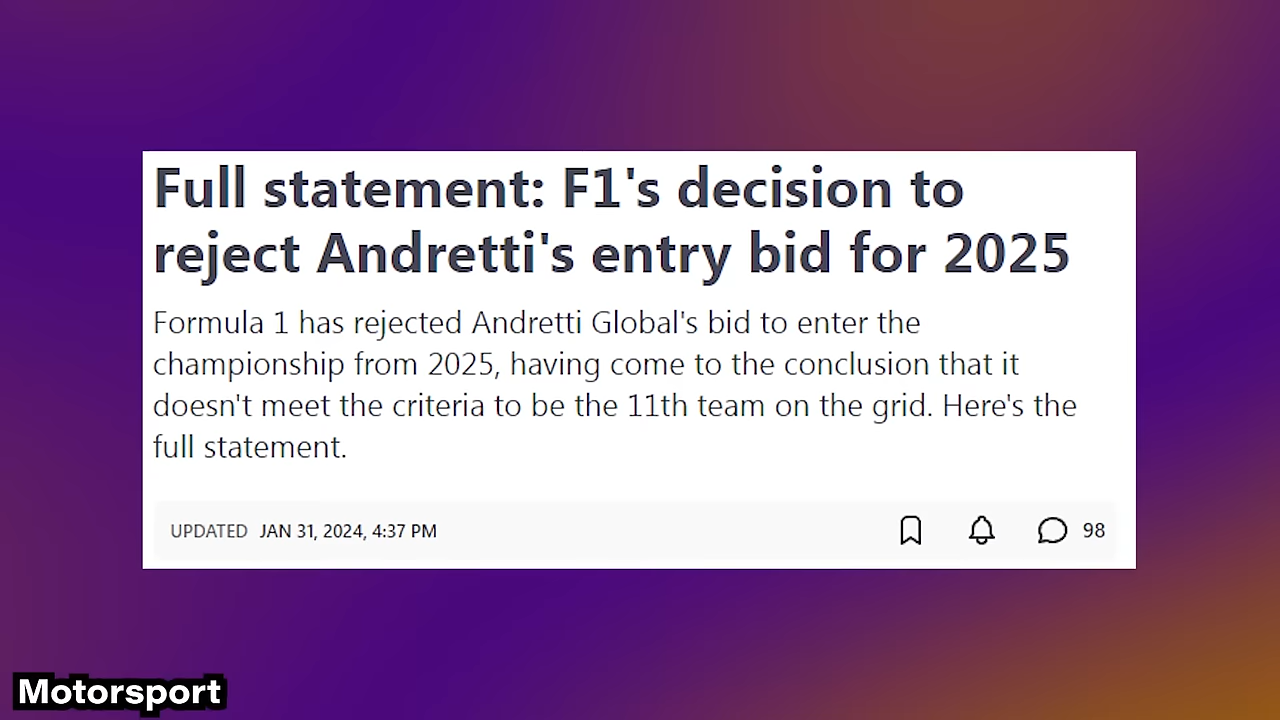 Full statement: F1's decision to
reject Andretti's entry bid for 2025
Formula 1 has rejected Andretti Global's bid to enter the
championship from 2025, having come to the conclusion that it
doesn't meet the criteria to be the 11th team on the grid. Here's the
full statement.
UPDATED JAN 31, 2024, 4:37 PM 98
Motorsport